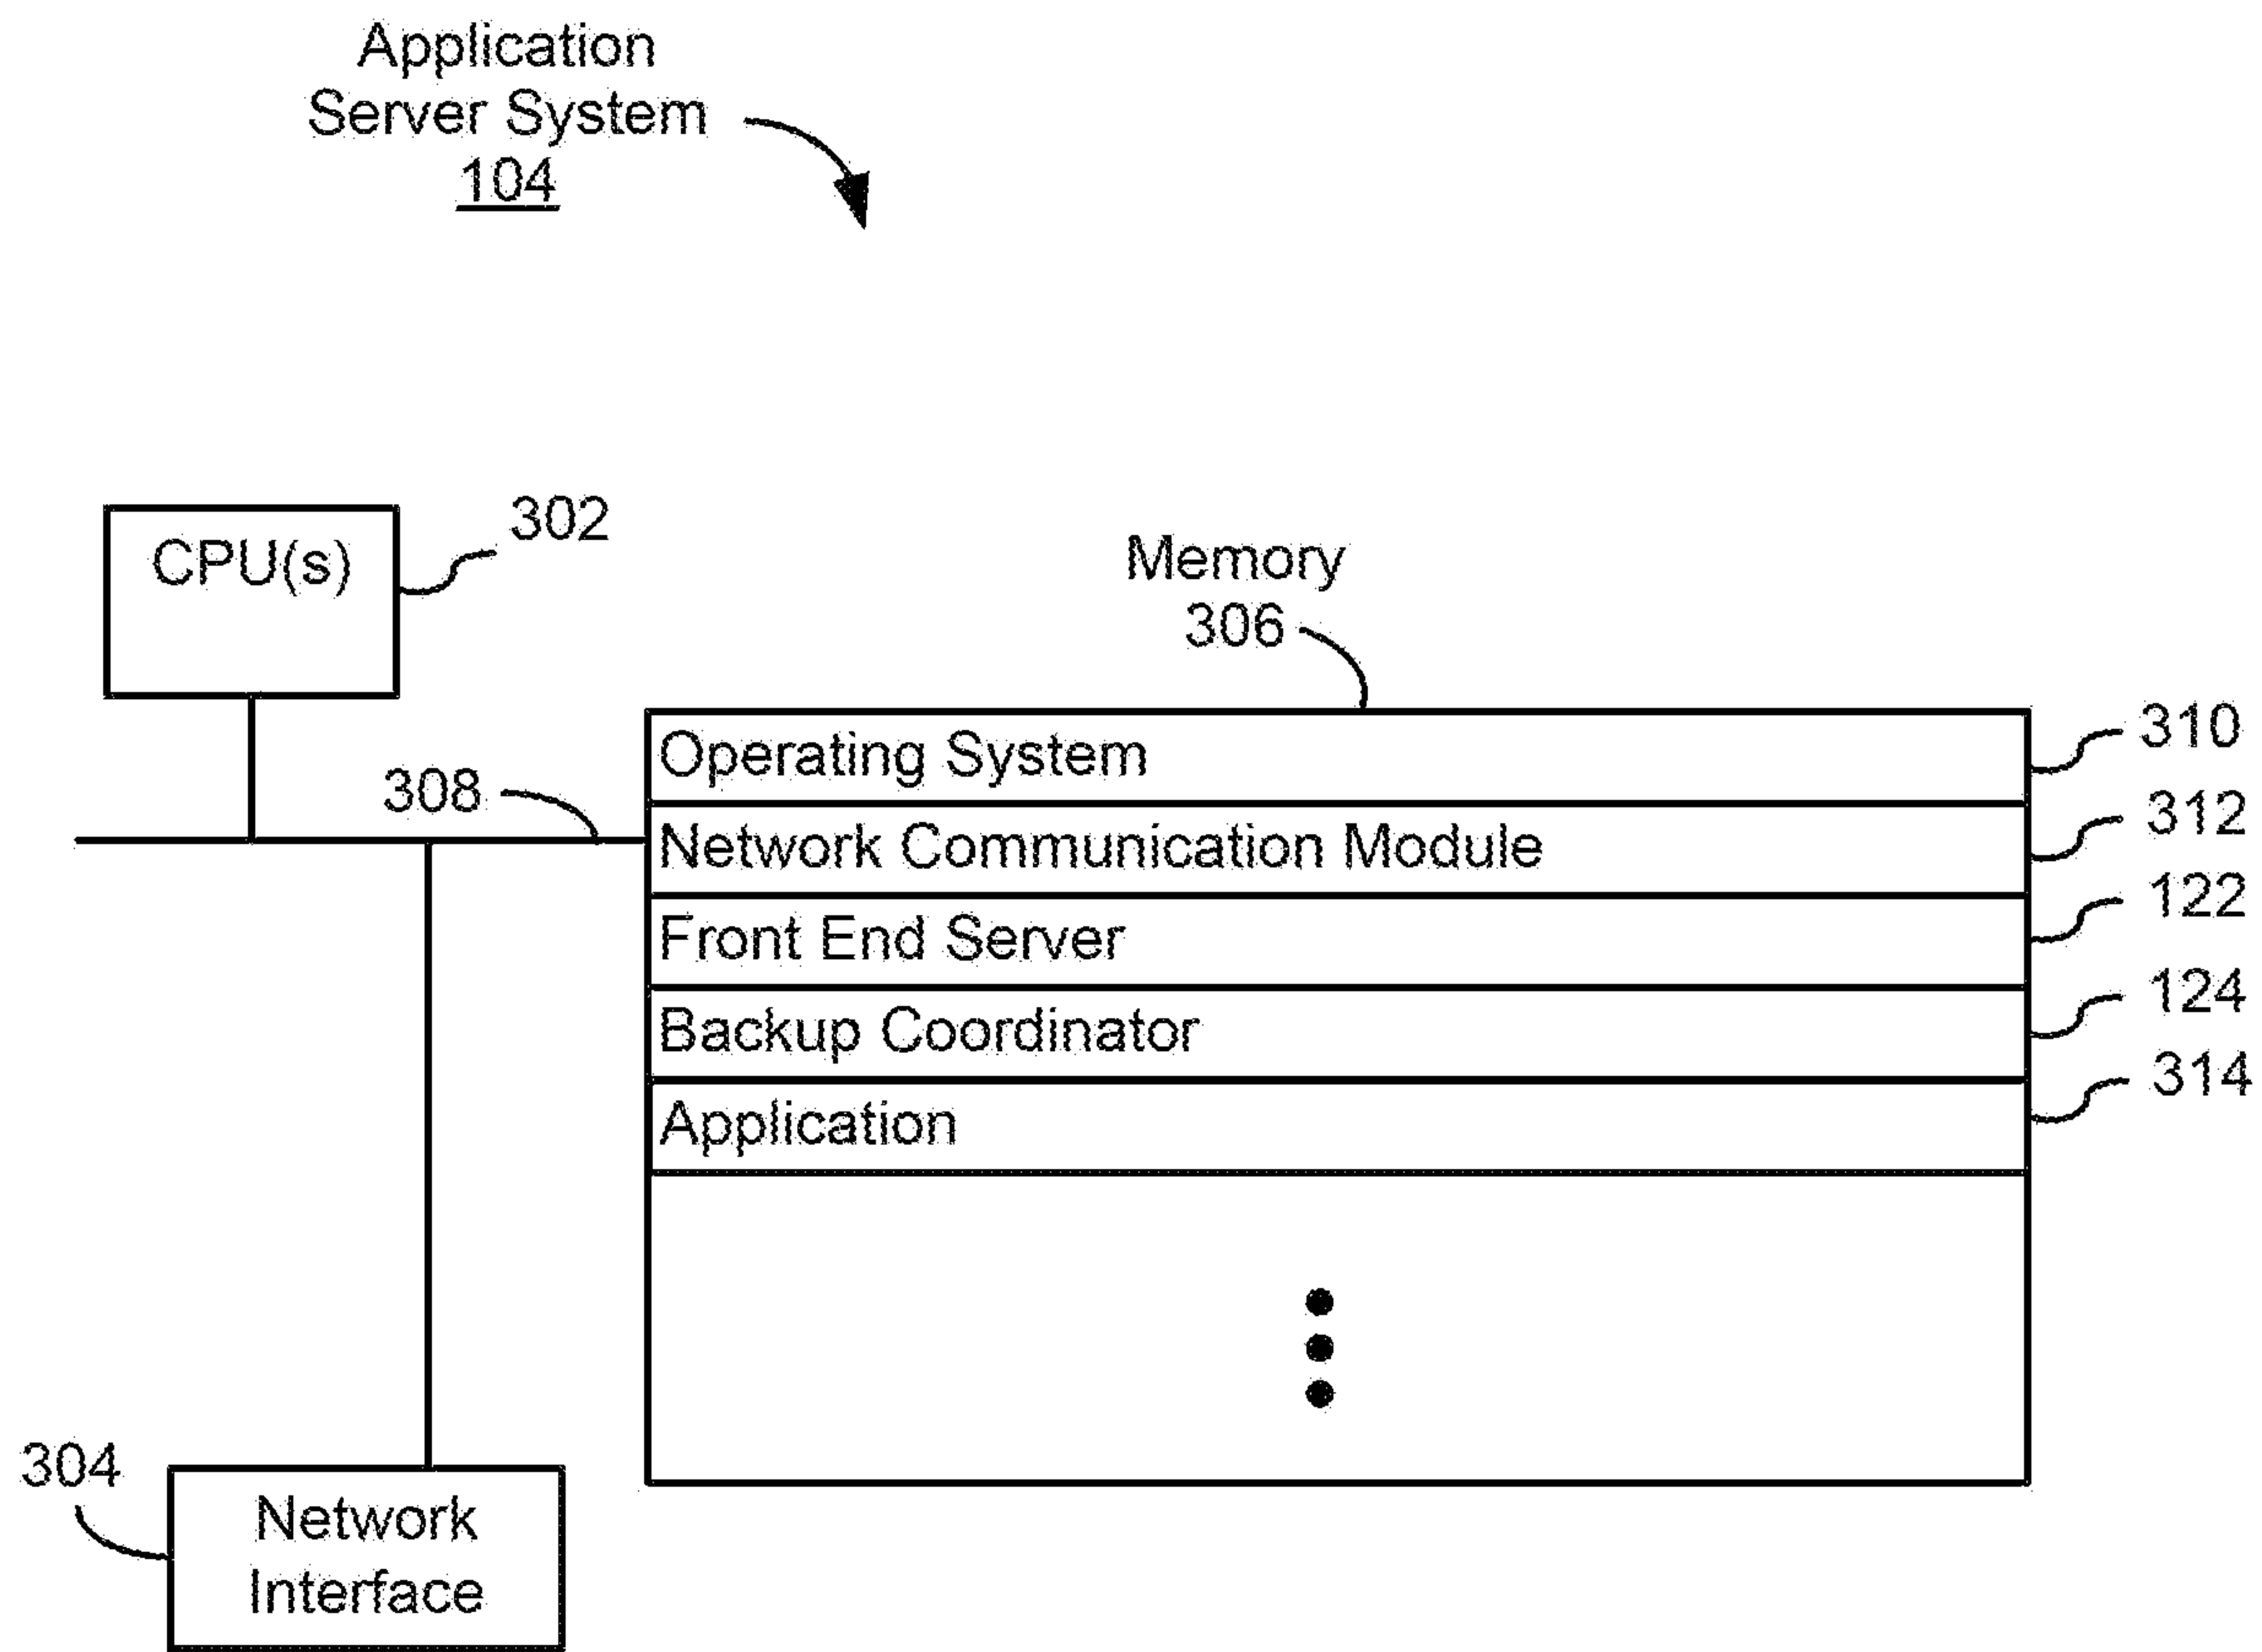 Application
Server System
104
CPU(s)
302
Memory
306
308
Operating System
310
Network Communication Module
312
Front End Server
122
Backup Coordinator
124
Application
314
304
Network
Interface